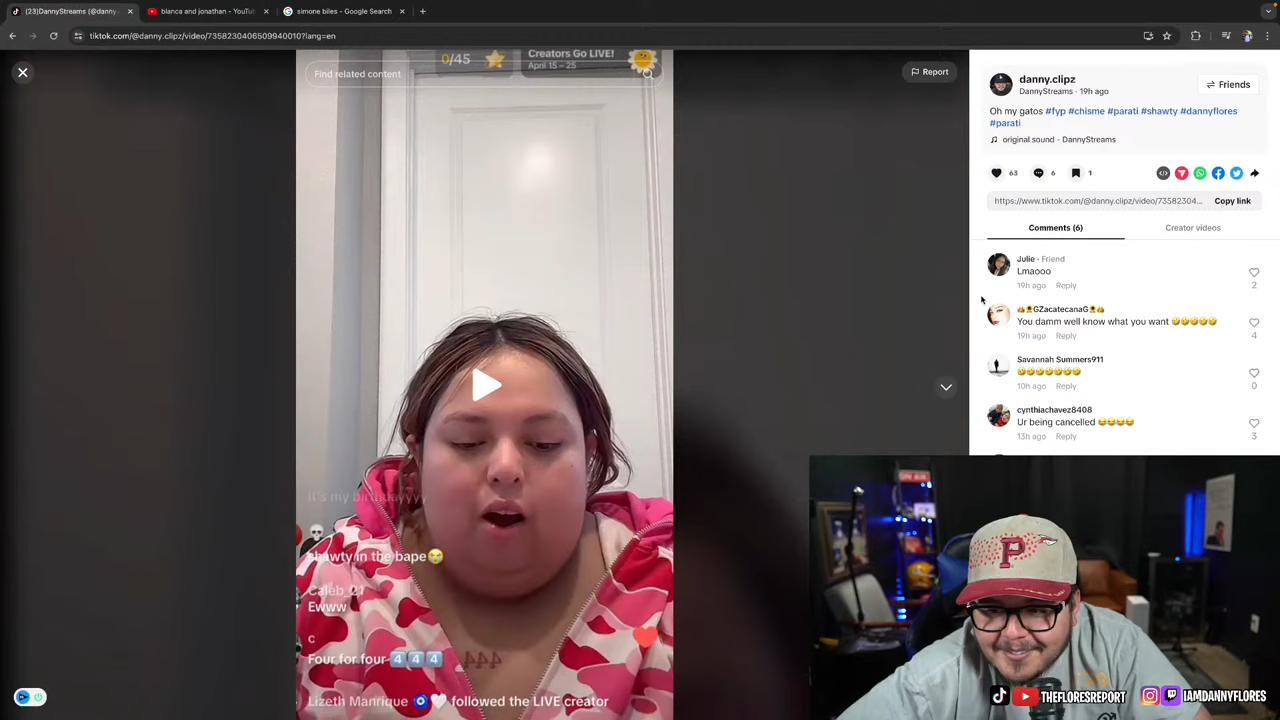 (23)DannyStreams (@danny.
blanca and jonathan - YouTu
simone biles - Google Search
tiktok.com/@danny.clipz/video/7358230406509940010?lang=en
0/45
Creators Go LIVE!
April 15 – 25
Find related content
Report
It's my birthdayyyy
shawty in the bape😭
Caleb_21
Ewww
c
Four for four 4️⃣4️⃣4️⃣
444
Lizeth Manrique 🧿🤍 followed the LIVE creator
danny.clipz
DannyStreams · 19h ago
Friends
Oh my gatos #fyp #chisme #parati #shawty #dannyflores
#parati
original sound - DannyStreams
63
6
1
https://www.tiktok.com/@danny.clipz/video/73582304...
Copy link
Comments (6)
Creator videos
Julie · Friend
Lmaooo
19h ago Reply
2
GZacatecanaG
You damm well know what you want 🤣🤣🤣🤣🤣
19h ago Reply
4
Savannah Summers911
🤣🤣🤣🤣🤣🤣🤣
10h ago Reply
0
cynthiachavez8408
Ur being cancelled 😂😂😂😂
13h ago Reply
3
P
THEFLORESREPORT
IAMDANNYFLORES